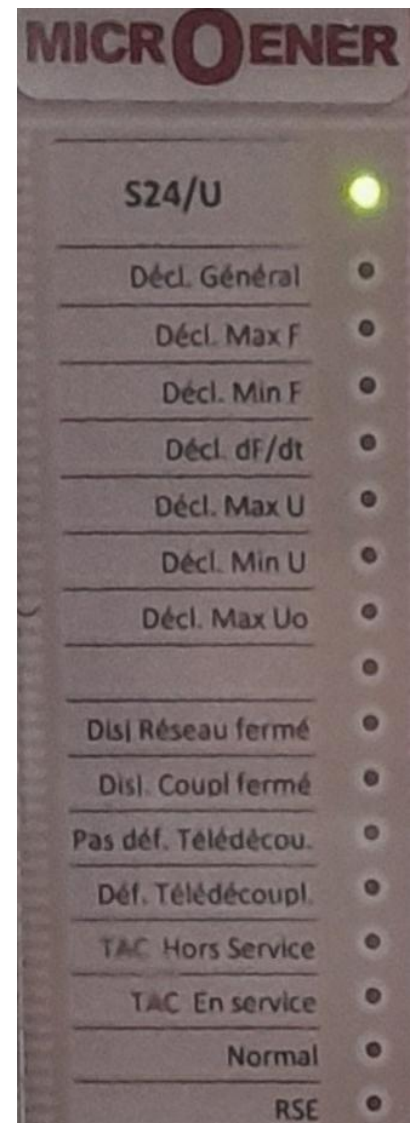 MICROENER
S24/U
Décl. Général
Décl. Max F
Décl. Min F
Décl. dF/dt
Décl. Max U
Décl. Min U
Décl. Max Uo
Disj Réseau fermé
Disj. Coupl fermé
Pas déf. Télédécou.
Déf. Télédécoupl.
TAC Hors Service
TAC En service
Normal
RSE